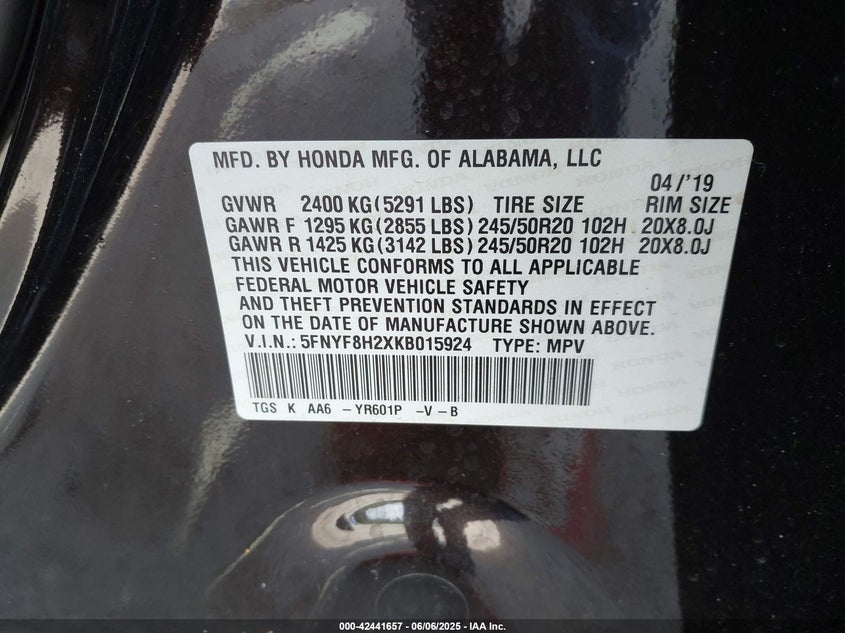 MFD. BY HONDA MFG. OF ALABAMA, LLC
04/'19
GVWR 2400 KG(5291 LBS) TIRE SIZE RIM SIZE
GAWR F 1295 KG(2855 LBS)245/50R20 102H 20X8.0J
GAWR R 1425 KG(3142 LBS)245/50R20 102H 20X8.0J
THIS VEHICLE CONFORMS TO ALL APPLICABLE
FEDERAL MOTOR VEHICLE SAFETY
AND THEFT PREVENTION STANDARDS IN EFFECT
ON THE DATE OF MANUFACTURE SHOWN ABOVE.
V.I.N.: 5FNYF8H2XKB015924 TYPE: MPV
TGS K AA6 -YR601P -V-B
000-42441657 - 06/06/2025 - IAA Inc.